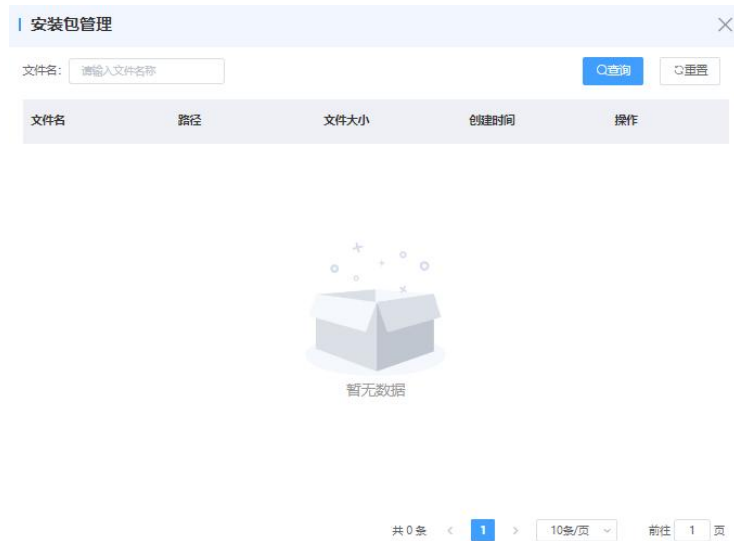 安装包管理
文件名: 请输入文件名称 查询 重置
文件名 路径 文件大小 创建时间 操作
暂无数据
共 0 条 1 10条/页 前往 1 页